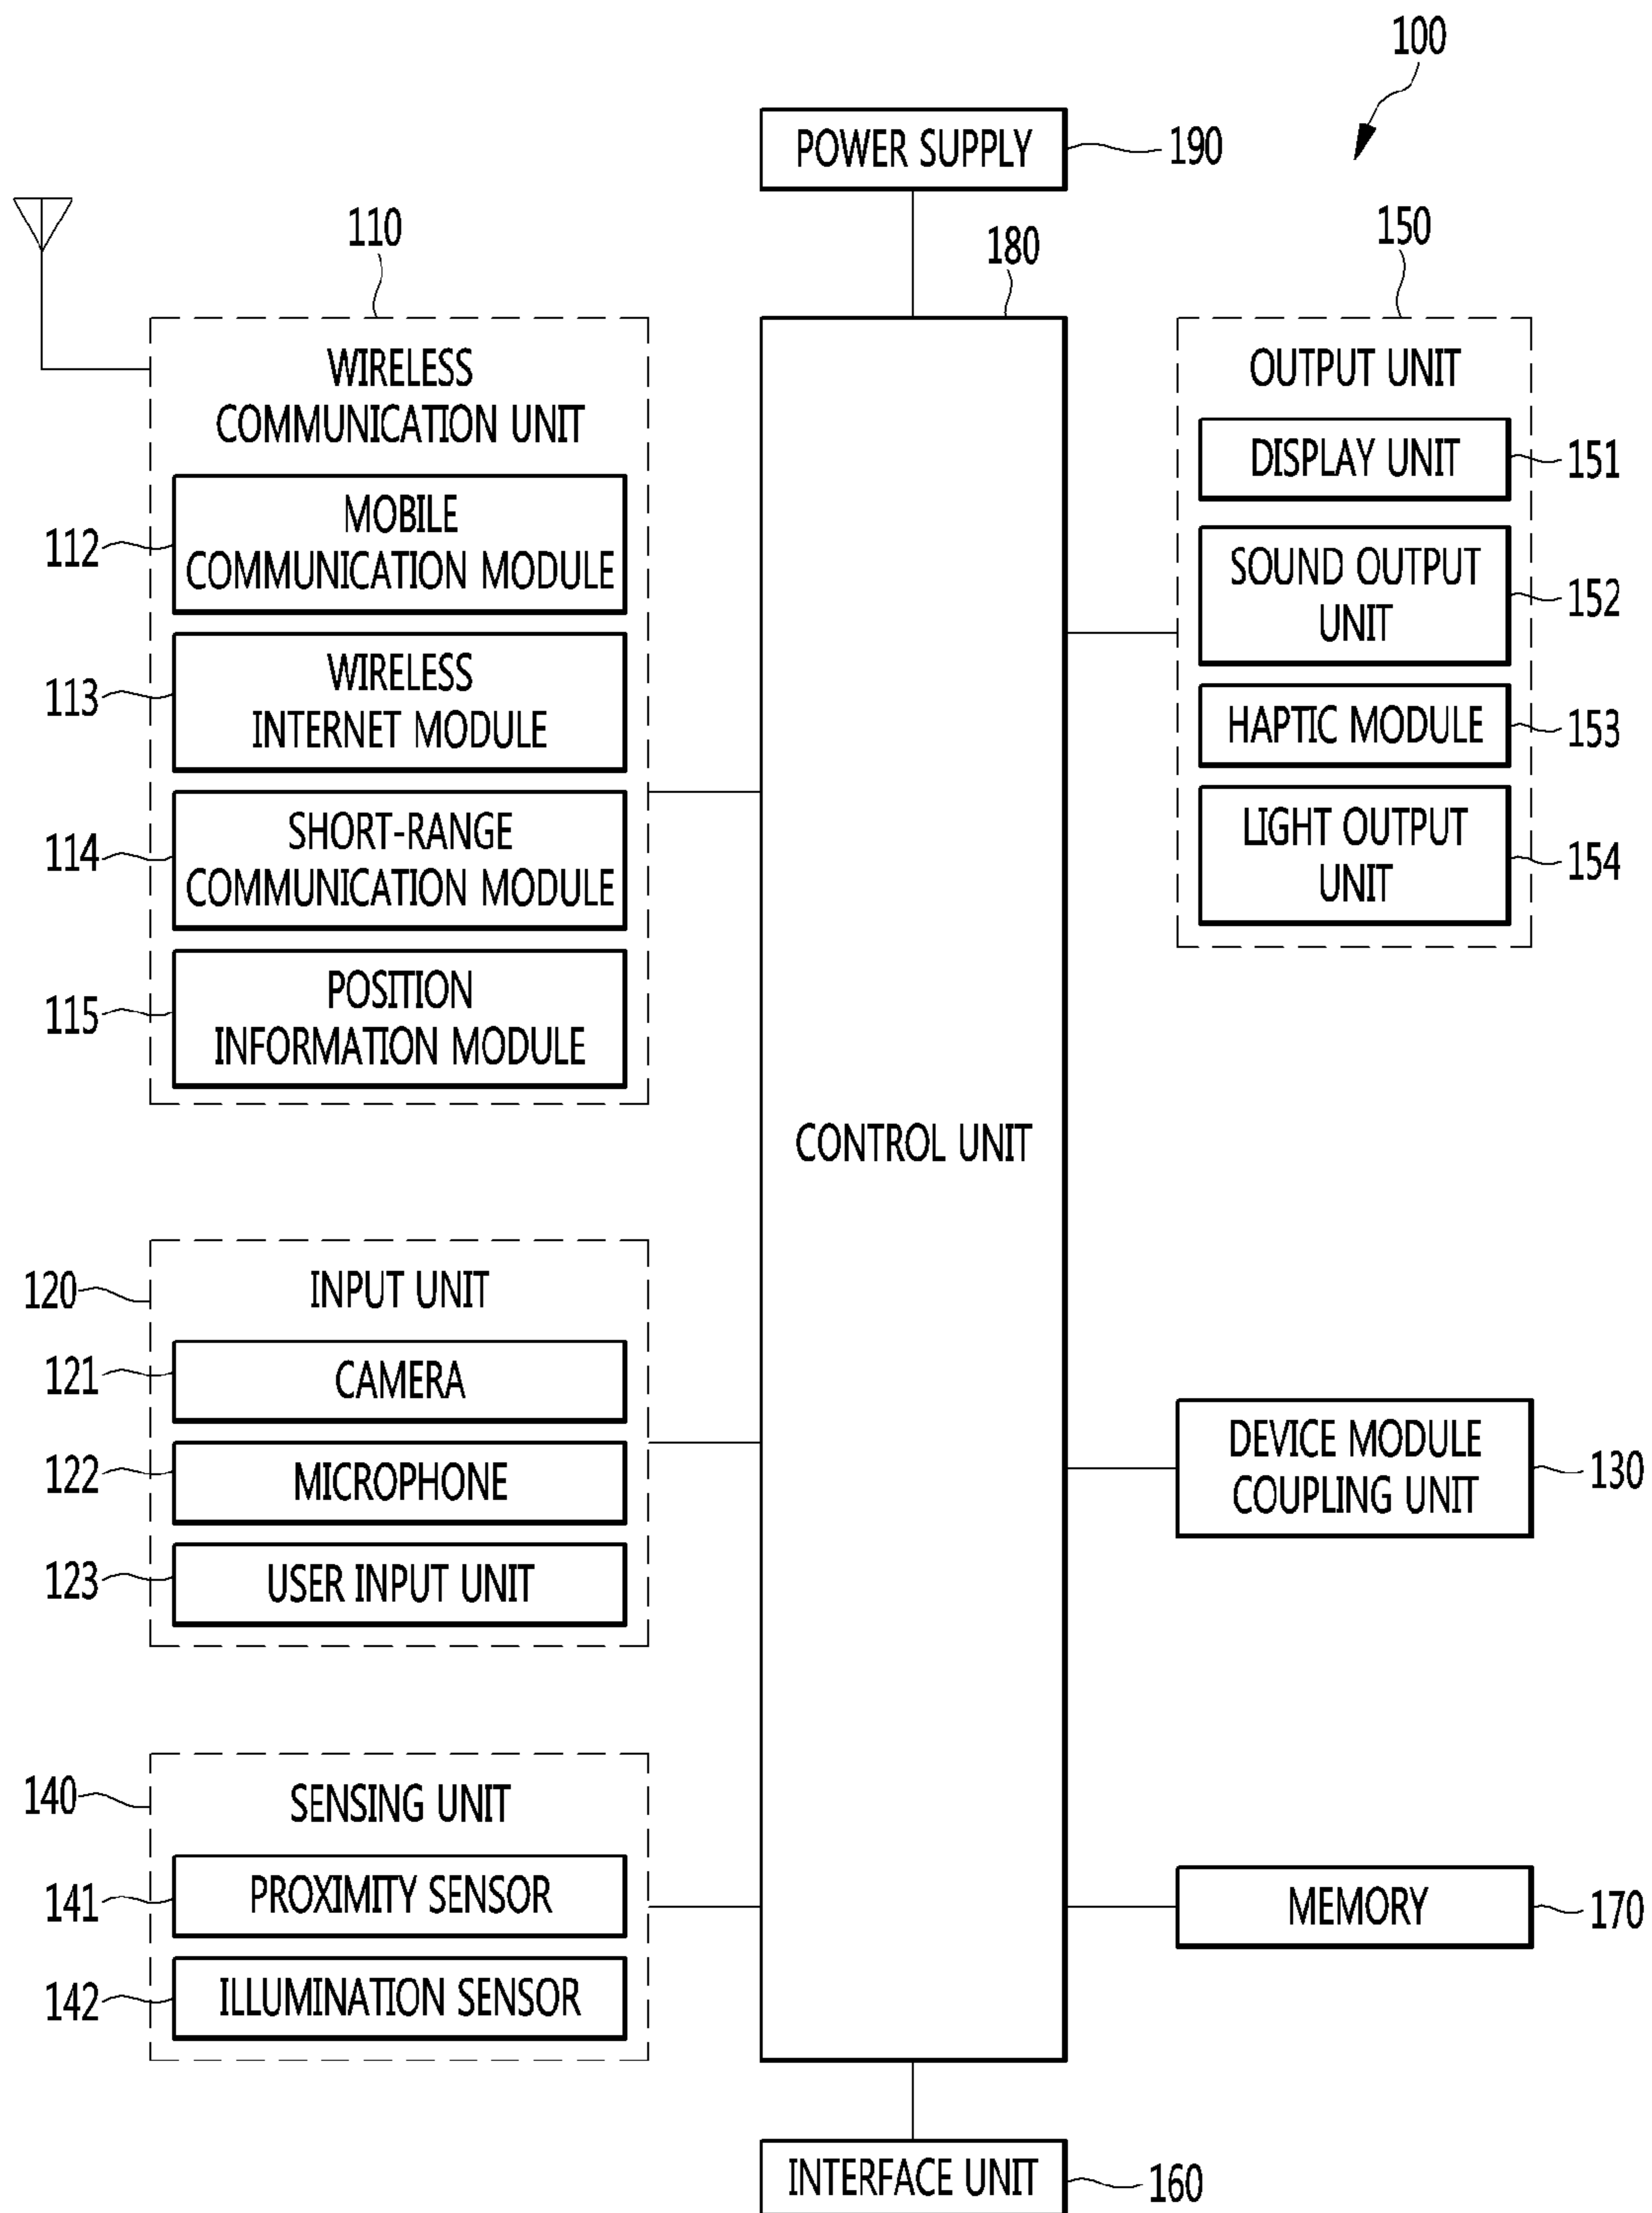 100
POWER SUPPLY
190
110
180
150
WIRELESS
COMMUNICATION UNIT
112
MOBILE
COMMUNICATION MODULE
113
WIRELESS
INTERNET MODULE
114
SHORT-RANGE
COMMUNICATION MODULE
115
POSITION
INFORMATION MODULE
120
INPUT UNIT
121
CAMERA
122
MICROPHONE
123
USER INPUT UNIT
140
SENSING UNIT
141
PROXIMITY SENSOR
142
ILLUMINATION SENSOR
CONTROL UNIT
OUTPUT UNIT
DISPLAY UNIT
151
SOUND OUTPUT
UNIT
152
HAPTIC MODULE
153
LIGHT OUTPUT
UNIT
154
DEVICE MODULE
COUPLING UNIT
130
MEMORY
170
INTERFACE UNIT
160